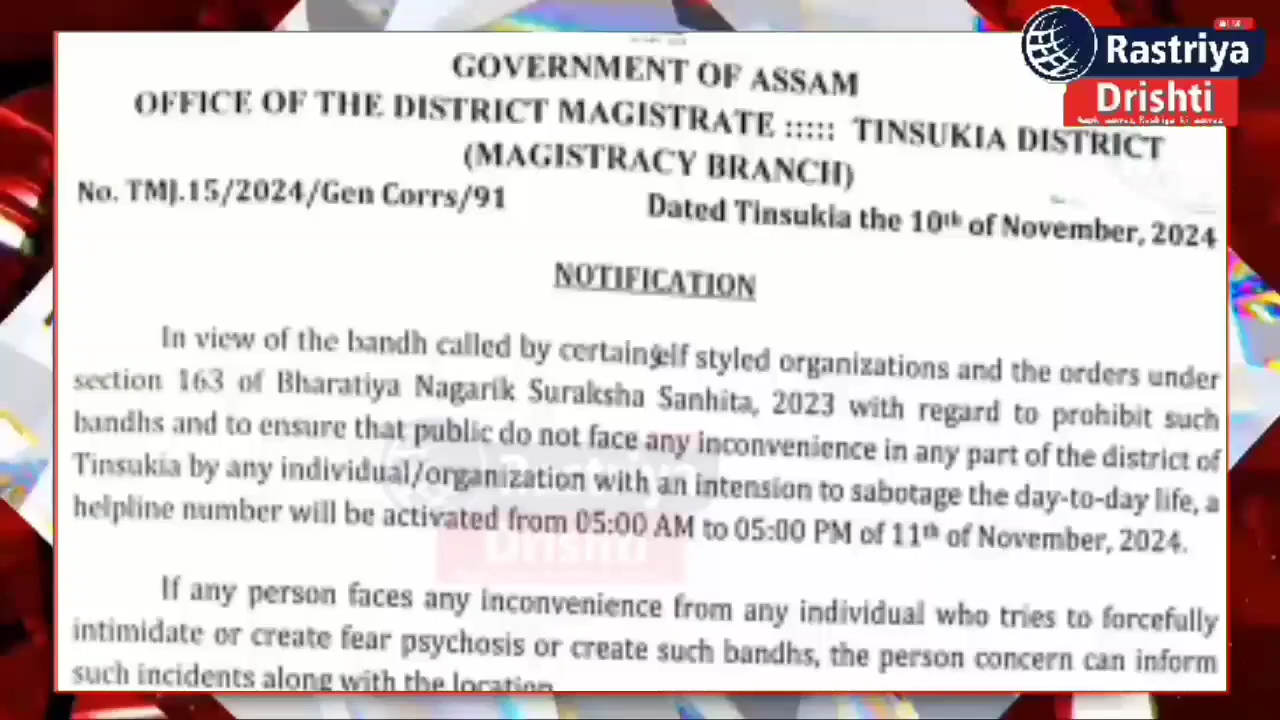 Rastriya
Drishti
GOVERNMENT OF ASSAM
OFFICE OF THE DISTRICT MAGISTRATE ::::: TINSUKIA DISTRICT
(MAGISTRACY BRANCH)
No. TMJ.15/2024/Gen Corrs/91
Dated Tinsukia the 10th of November, 2024
NOTIFICATION
In view of the bandh called by certain self styled organizations and the orders under
section 163 of Bharatiya Nagarik Suraksha Sanhita, 2023 with regard to prohibit such
bandhs and to ensure that public do not face any inconvenience in any part of the district of
Tinsukia by any individual/organization with an intension to sabotage the day-to-day life, a
helpline number will be activated from 05:00 AM to 05:00 PM of 11th of November, 2024.
If any person faces any inconvenience from any individual who tries to forcefully
intimidate or create fear psychosis or create such bandhs, the person concern can inform
such incidents along with the location